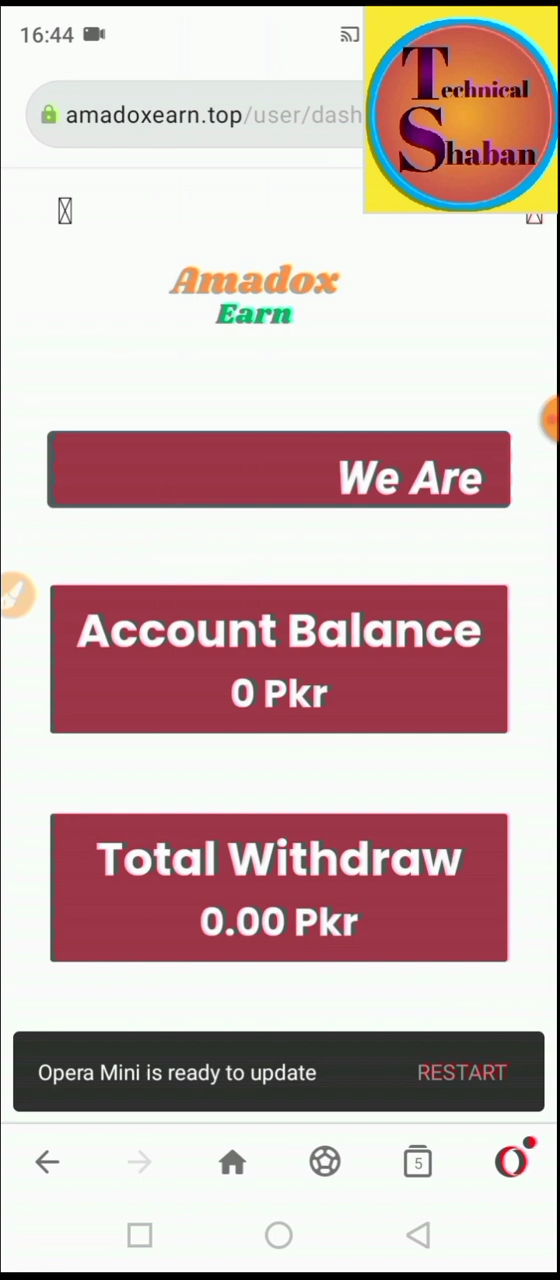 16:44
amadoxearn.top/user/dash
Technical
Shaban
Amadox
Earn
We Are
Account Balance
0 Pkr
Total Withdraw
0.00 Pkr
Opera Mini is ready to update
RESTART
5